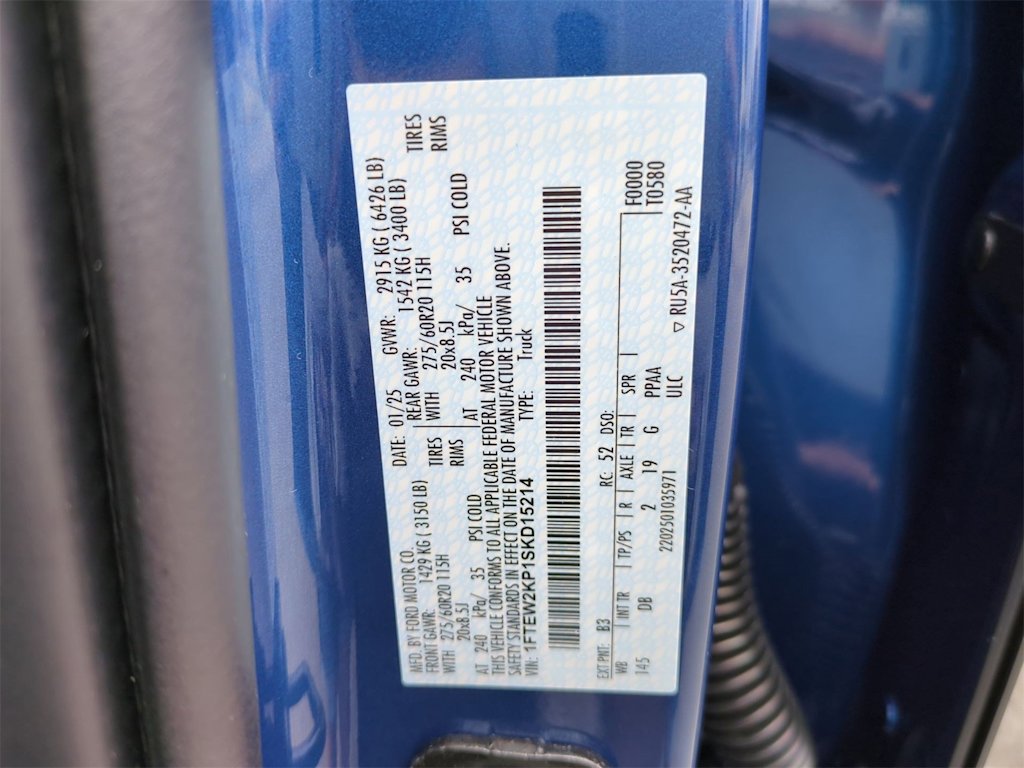 MFD. BY FORD MOTOR CO. DATE: 01/25 GVWR: 2915 KG ( 6426 LB)
FRONT GAWR: 1429 KG ( 3150 LB) REAR GAWR: 1542 KG ( 3400 LB)
WITH 275/60R20 115H TIRES WITH 275/60R20 115H TIRES
20x8.5J RIMS 20x8.5J RIMS
AT 240 kPa/ 35 PSI COLD AT 240 kPa/ 35 PSI COLD
THIS VEHICLE CONFORMS TO ALL APPLICABLE FEDERAL MOTOR VEHICLE
SAFETY STANDARDS IN EFFECT ON THE DATE OF MANUFACTURE SHOWN ABOVE.
VIN: 1FTEW2KP1SKD15214 TYPE: Truck
EXT PNT: B3 RC: 52 DSO: F0000
WB INT TR TP/PS R AXLE TR SPR T0580
145 DB 2 19 G PPAA
2202501035971 ULC ▽ RU5A-3520472-AA